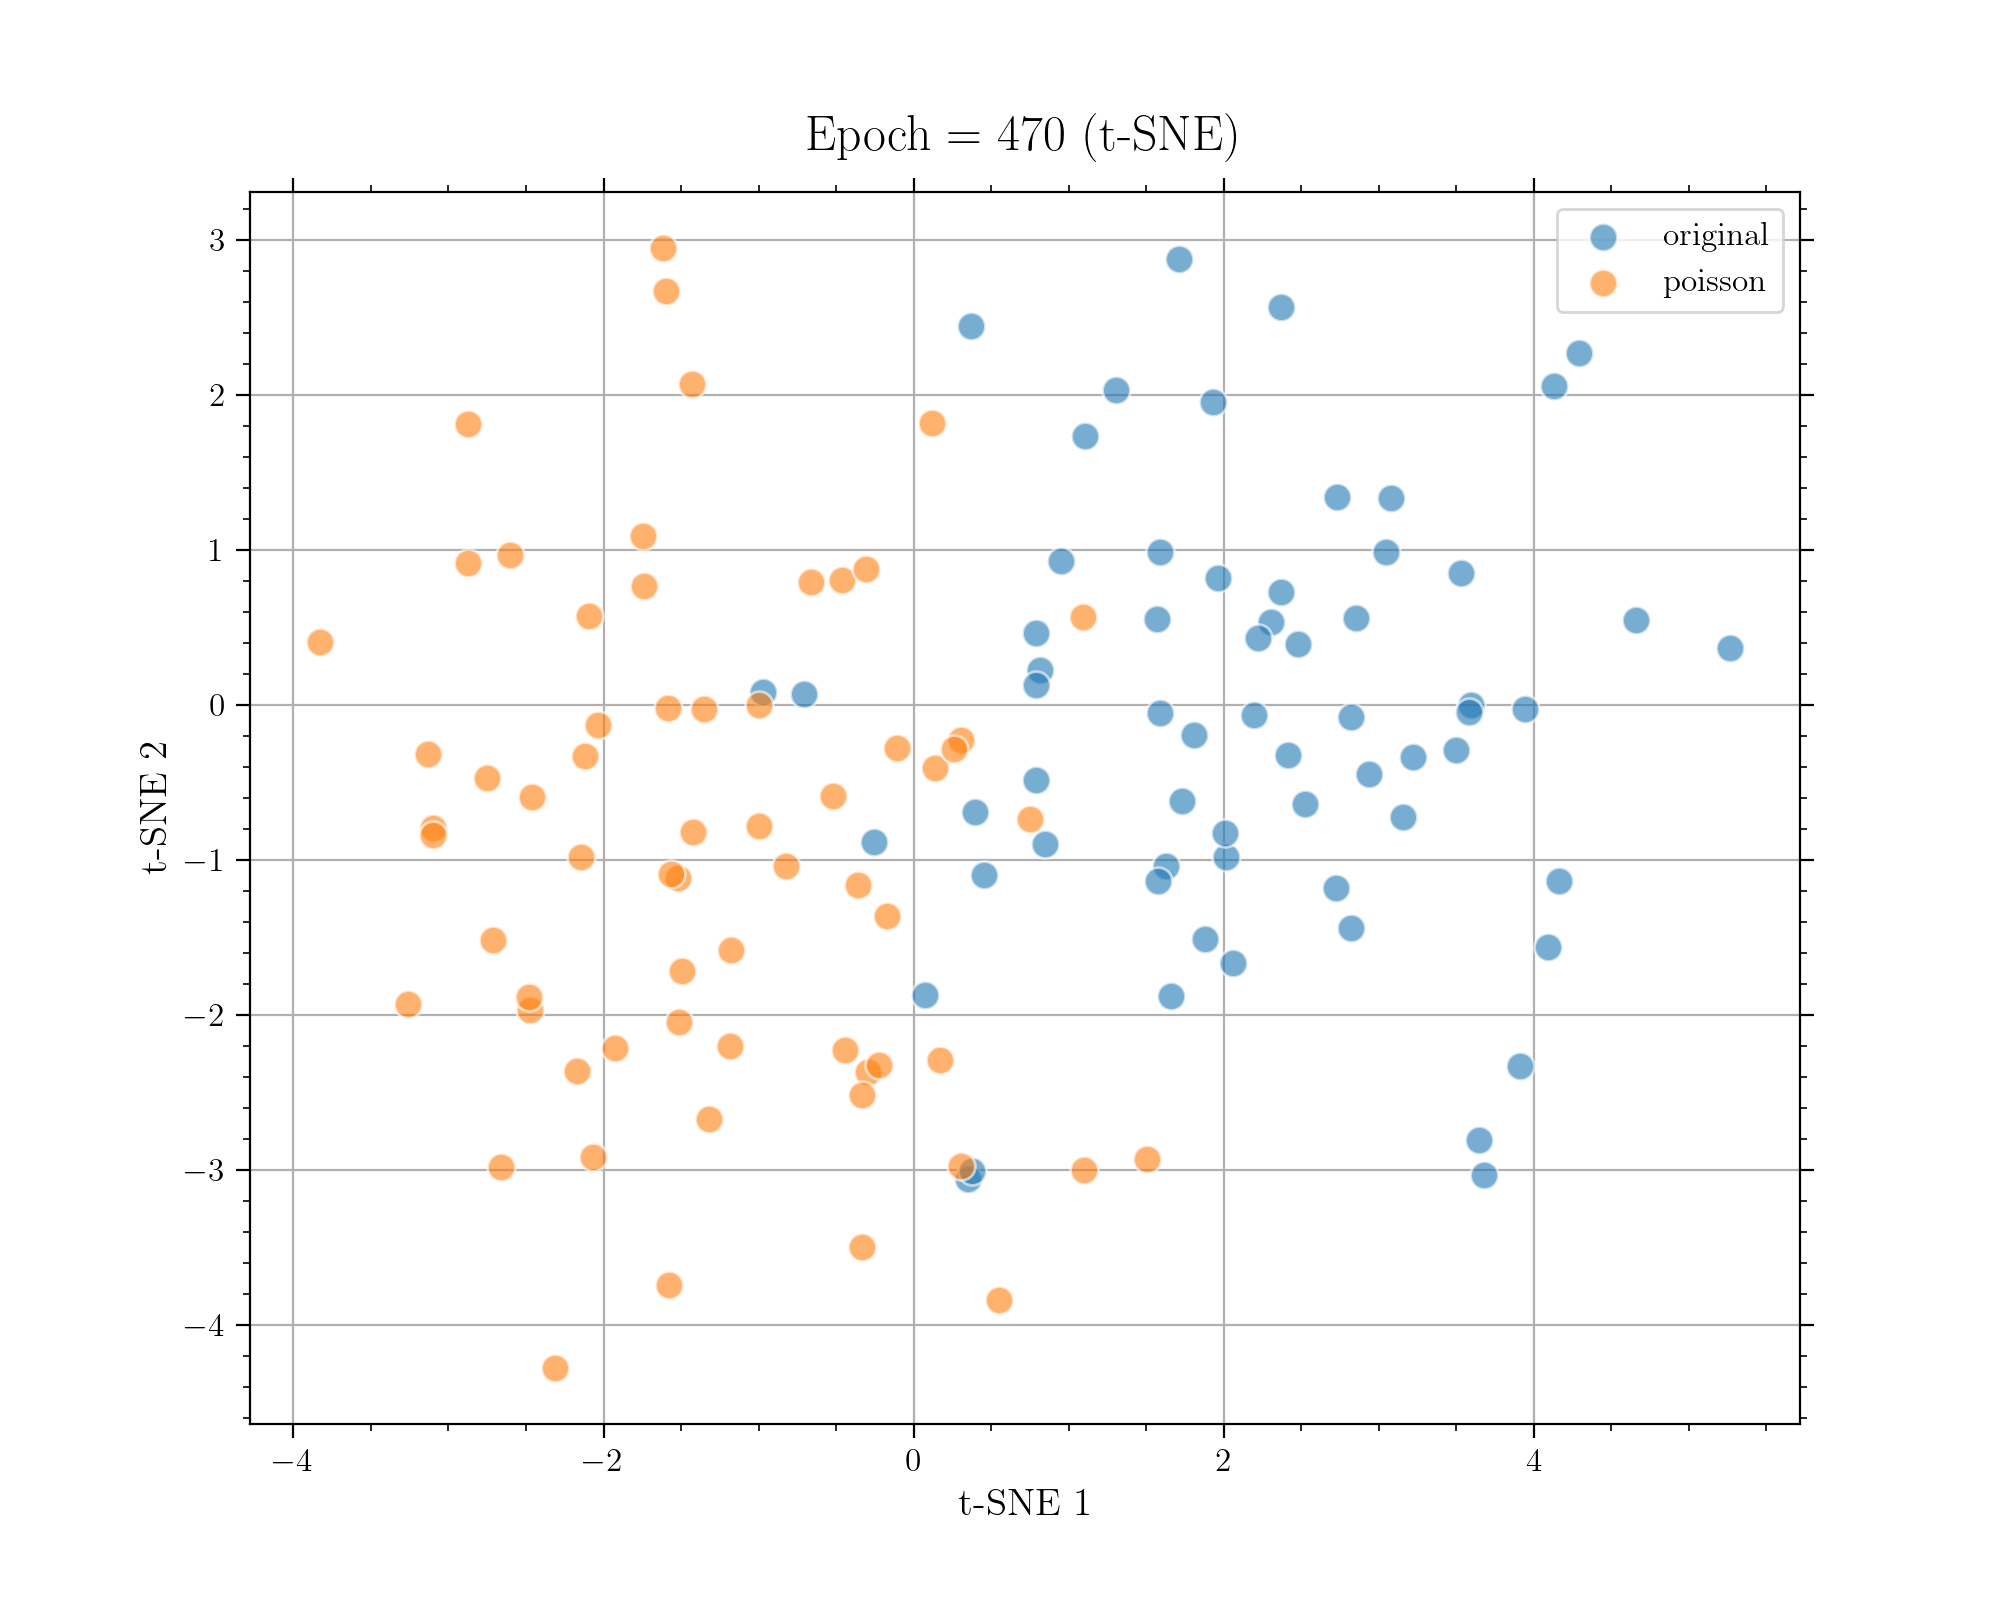 Epoch = 470 (t-SNE)
original
poisson
3
2
1
0
−1
−2
−3
−4
t-SNE 2
−4
−2
0
2
4
t-SNE 1